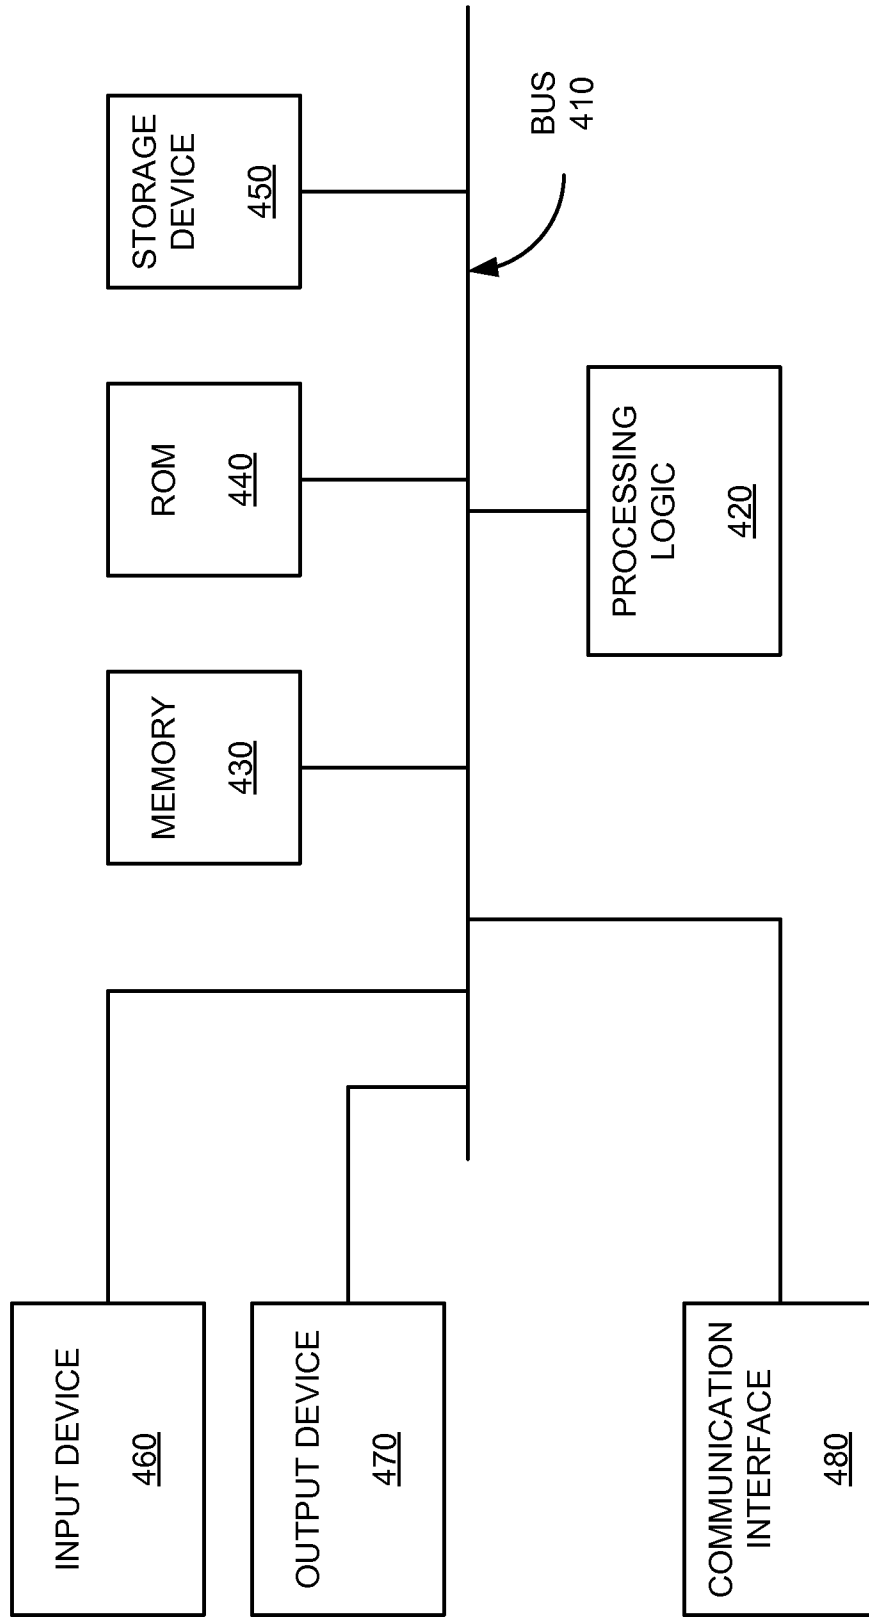 INPUT DEVICE
460
OUTPUT DEVICE
470
COMMUNICATION
INTERFACE
480
MEMORY
430
ROM
440
STORAGE
DEVICE
450
PROCESSING
LOGIC
420
BUS
410